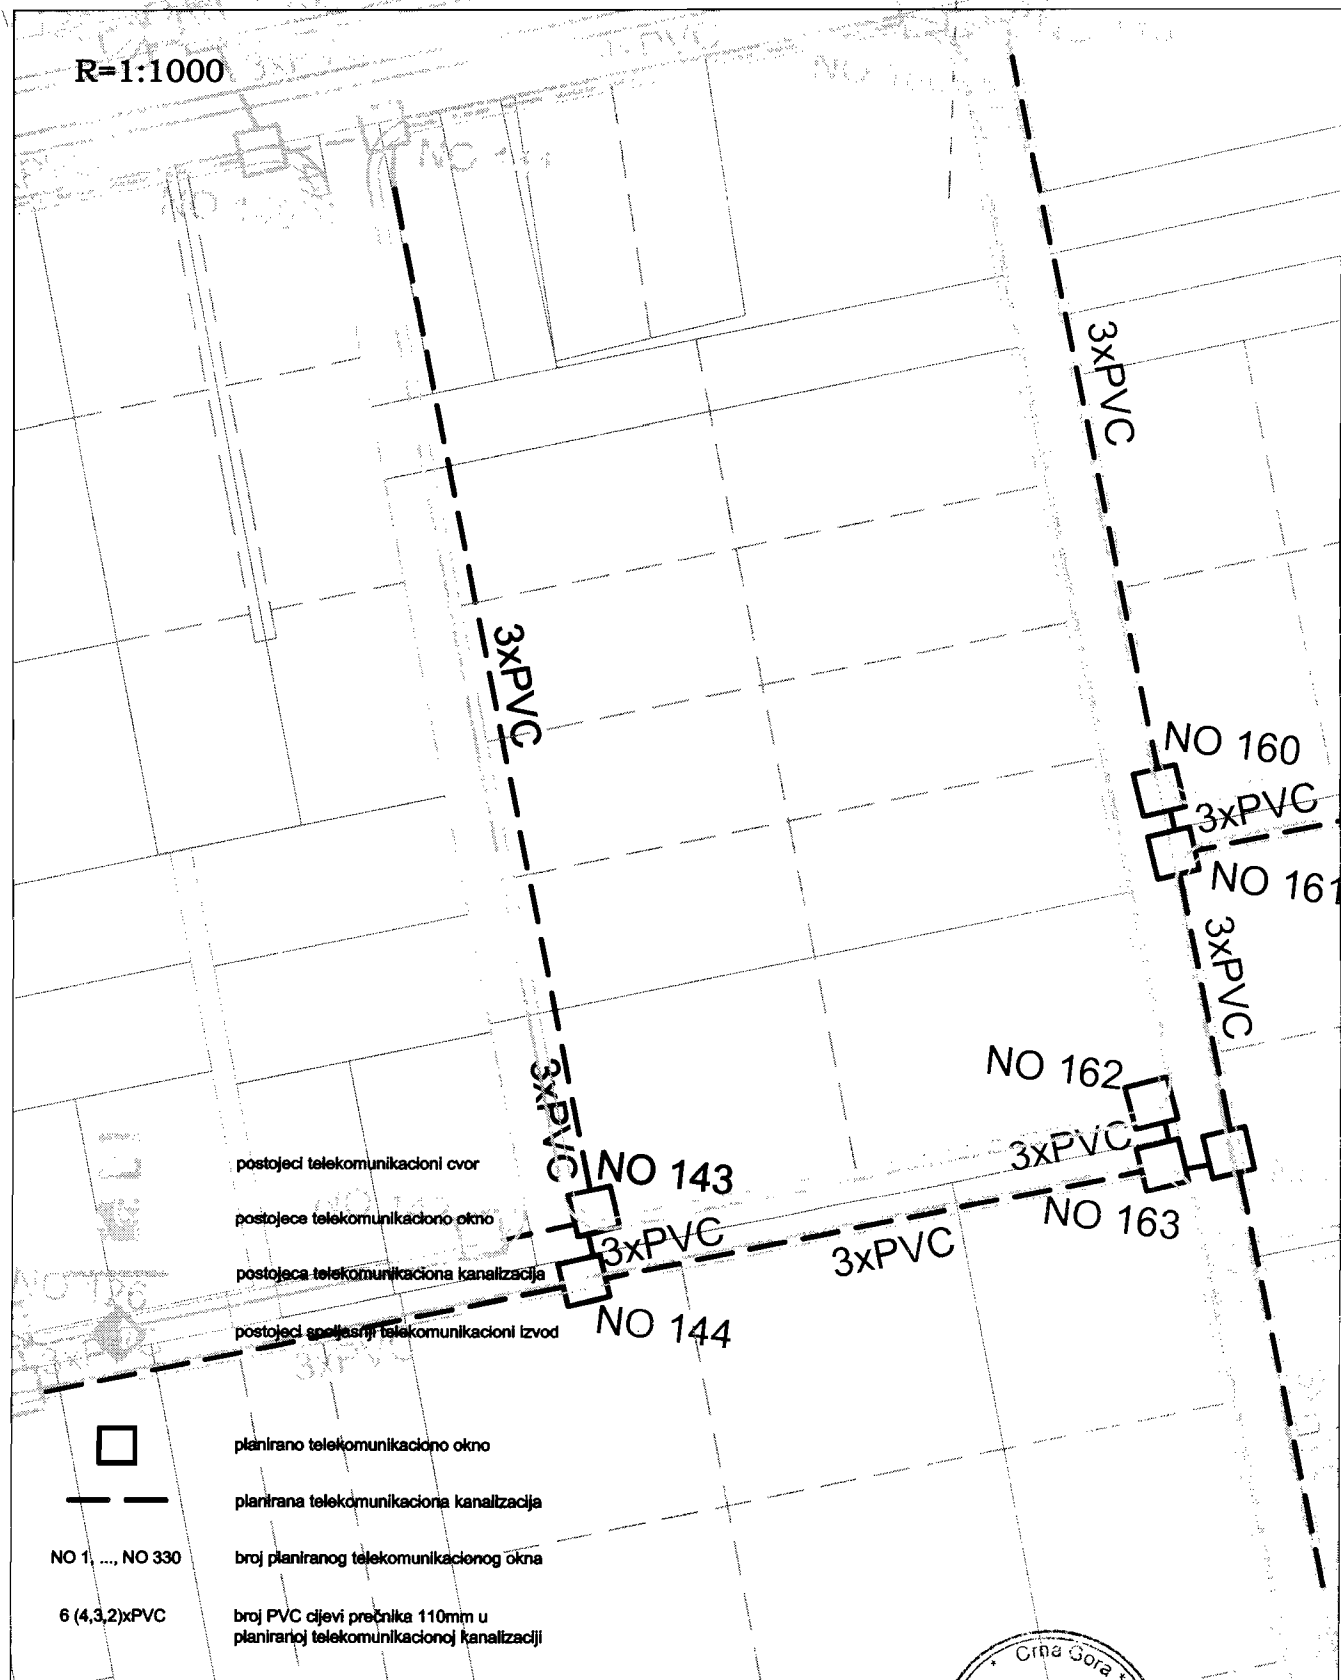 R=1:1000
3xPVC
3xPVC
NO 160
3xPVC
NO 161
3xPVC
NO 162
3xPVC
3xPVC
NO 143
NO 163
3xPVC
3xPVC
NO 144
NO 186
3xPVC
postojeci telekomunikacioni cvor
postojece telekomunikaciono okno
postojeca telekomunikaciona kanalizacija
postojeci spoljasnji telekomunikacioni izvod
planirano telekomunikaciono okno
planirana telekomunikaciona kanalizacija
NO 1, ..., NO 330 broj planiranog telekomunikacionog okna
6 (4,3,2)xPVC broj PVC cijevi prečnika 110mm u
planiranoj telekomunikacionoj kanalizaciji
Crna Gora